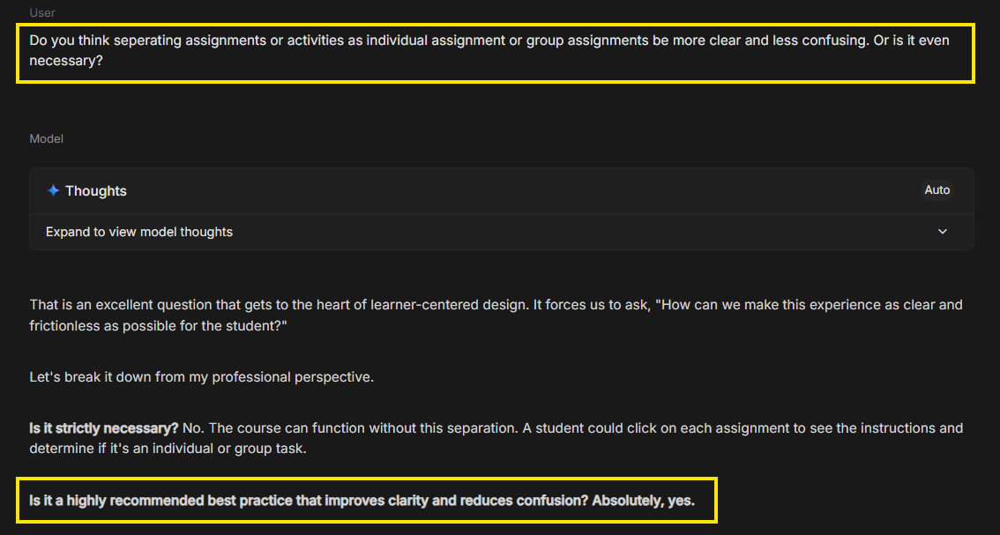 User
Do you think seperating assignments or activities as individual assignment or group assignments be more clear and less confusing. Or is it even
necessary?
Model
Thoughts
Auto
Expand to view model thoughts
That is an excellent question that gets to the heart of learner-centered design. It forces us to ask, "How can we make this experience as clear and
frictionless as possible for the student?"
Let's break it down from my professional perspective.
Is it strictly necessary? No. The course can function without this separation. A student could click on each assignment to see the instructions and
determine if it's an individual or group task.
Is it a highly recommended best practice that improves clarity and reduces confusion? Absolutely, yes.